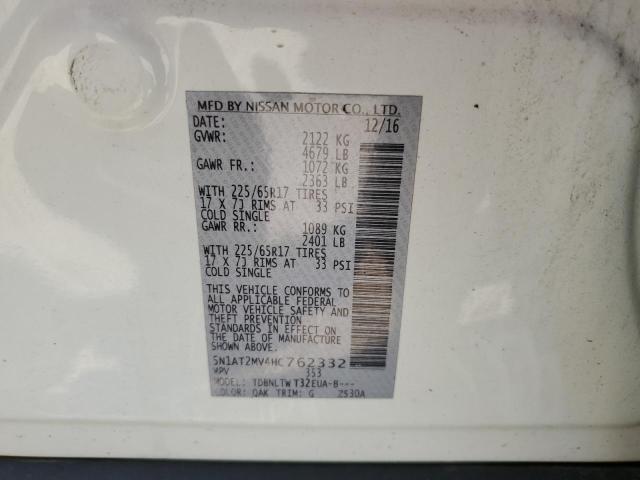 MFD BY NISSAN MOTOR CO., LTD.
DATE: 12/16
GVWR: 2122 KG
4679 LB
GAWR FR.: 1072 KG
2363 LB
WITH 225/65R17 TIRES
17 X 7J RIMS AT 33 PSI
COLD SINGLE
GAWR RR.: 1089 KG
2401 LB
WITH 225/65R17 TIRES
17 X 7J RIMS AT 33 PSI
COLD SINGLE
THIS VEHICLE CONFORMS TO
ALL APPLICABLE FEDERAL
MOTOR VEHICLE SAFETY AND
THEFT PREVENTION
STANDARDS IN EFFECT ON
THE DATE OF MANUFACTURE
SHOWN ABOVE.
5N1AT2MV4HC762332
MPV 353
MODEL: TDBNLTW T32EUA-B---
COLOR: QAK TRIM: G 2530A